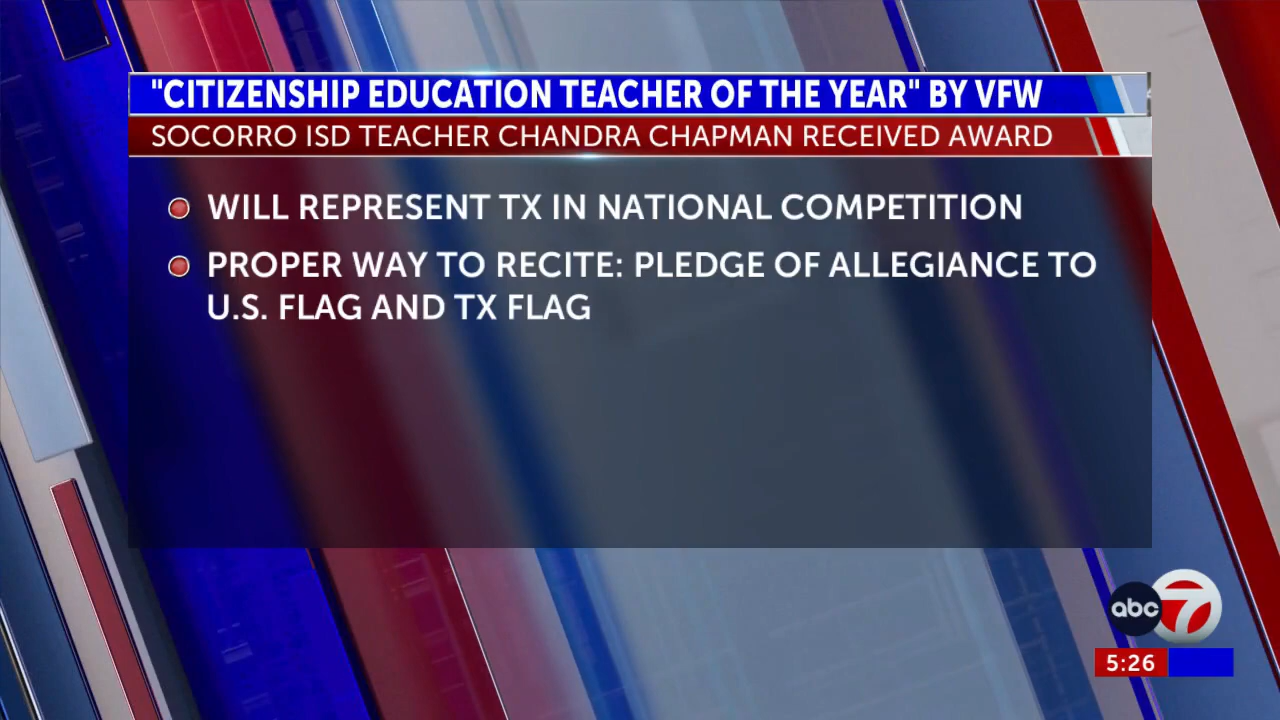 "CITIZENSHIP EDUCATION TEACHER OF THE YEAR" BY VFW
SOCORRO ISD TEACHER CHANDRA CHAPMAN RECEIVED AWARD
WILL REPRESENT TX IN NATIONAL COMPETITION
PROPER WAY TO RECITE: PLEDGE OF ALLEGIANCE TO
U.S. FLAG AND TX FLAG
abc 7
5:26